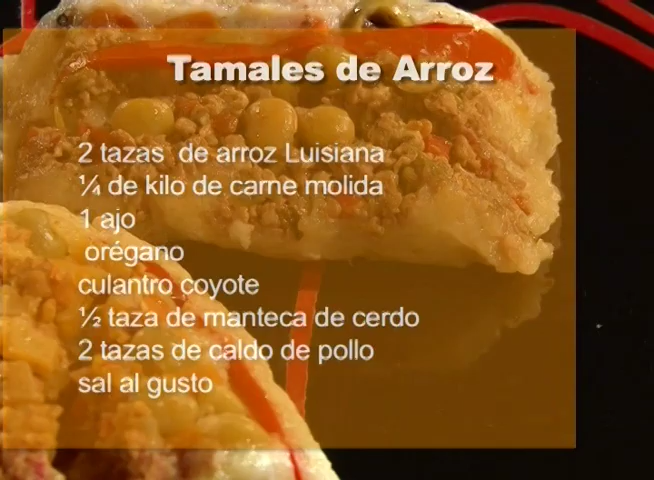 Tamales de Arroz
2 tazas de arroz Luisiana
¼ de kilo de carne molida
1 ajo
orégano
culantro coyote
½ taza de manteca de cerdo
2 tazas de caldo de pollo
sal al gusto